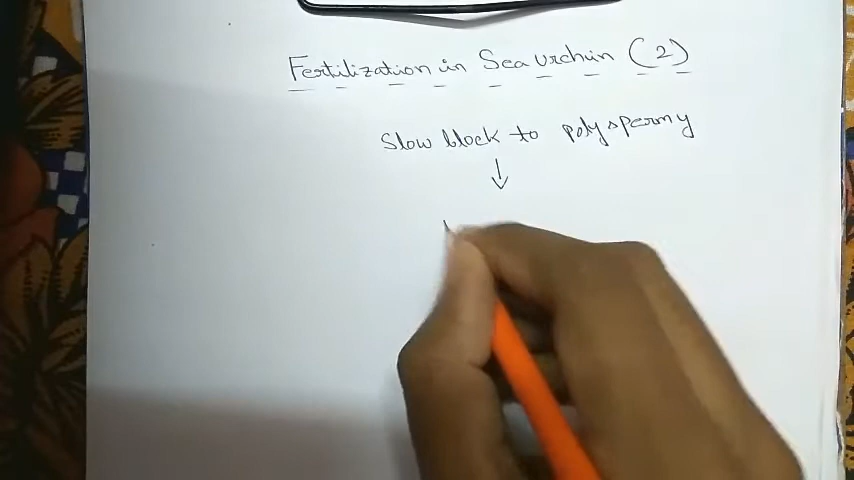 Fertilization in Sea urchin (2)
Slow block to polyspermy